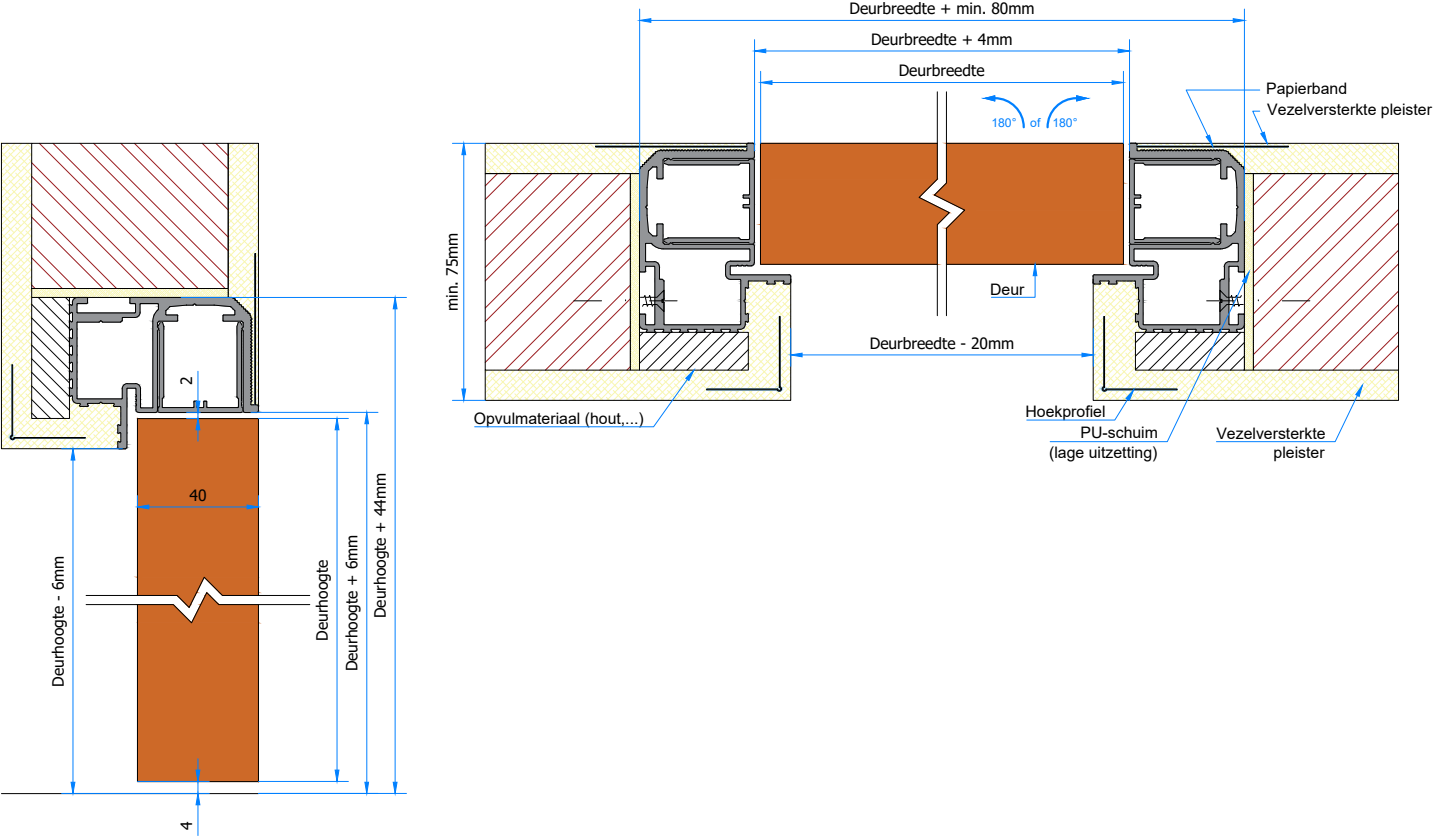 Deurbreedte + min. 80mm
Deurbreedte + 4mm
Deurbreedte
180° of 180°
Papierband
Vezelversterkte pleister
min. 75mm
Deur
Deurbreedte - 20mm
Opvulmateriaal (hout,...)
Hoekprofiel
PU-schuim
(lage uitzetting)
Vezelversterkte
pleister
2
40
Deurhoogte - 6mm
Deurhoogte
Deurhoogte + 6mm
Deurhoogte + 44mm
4